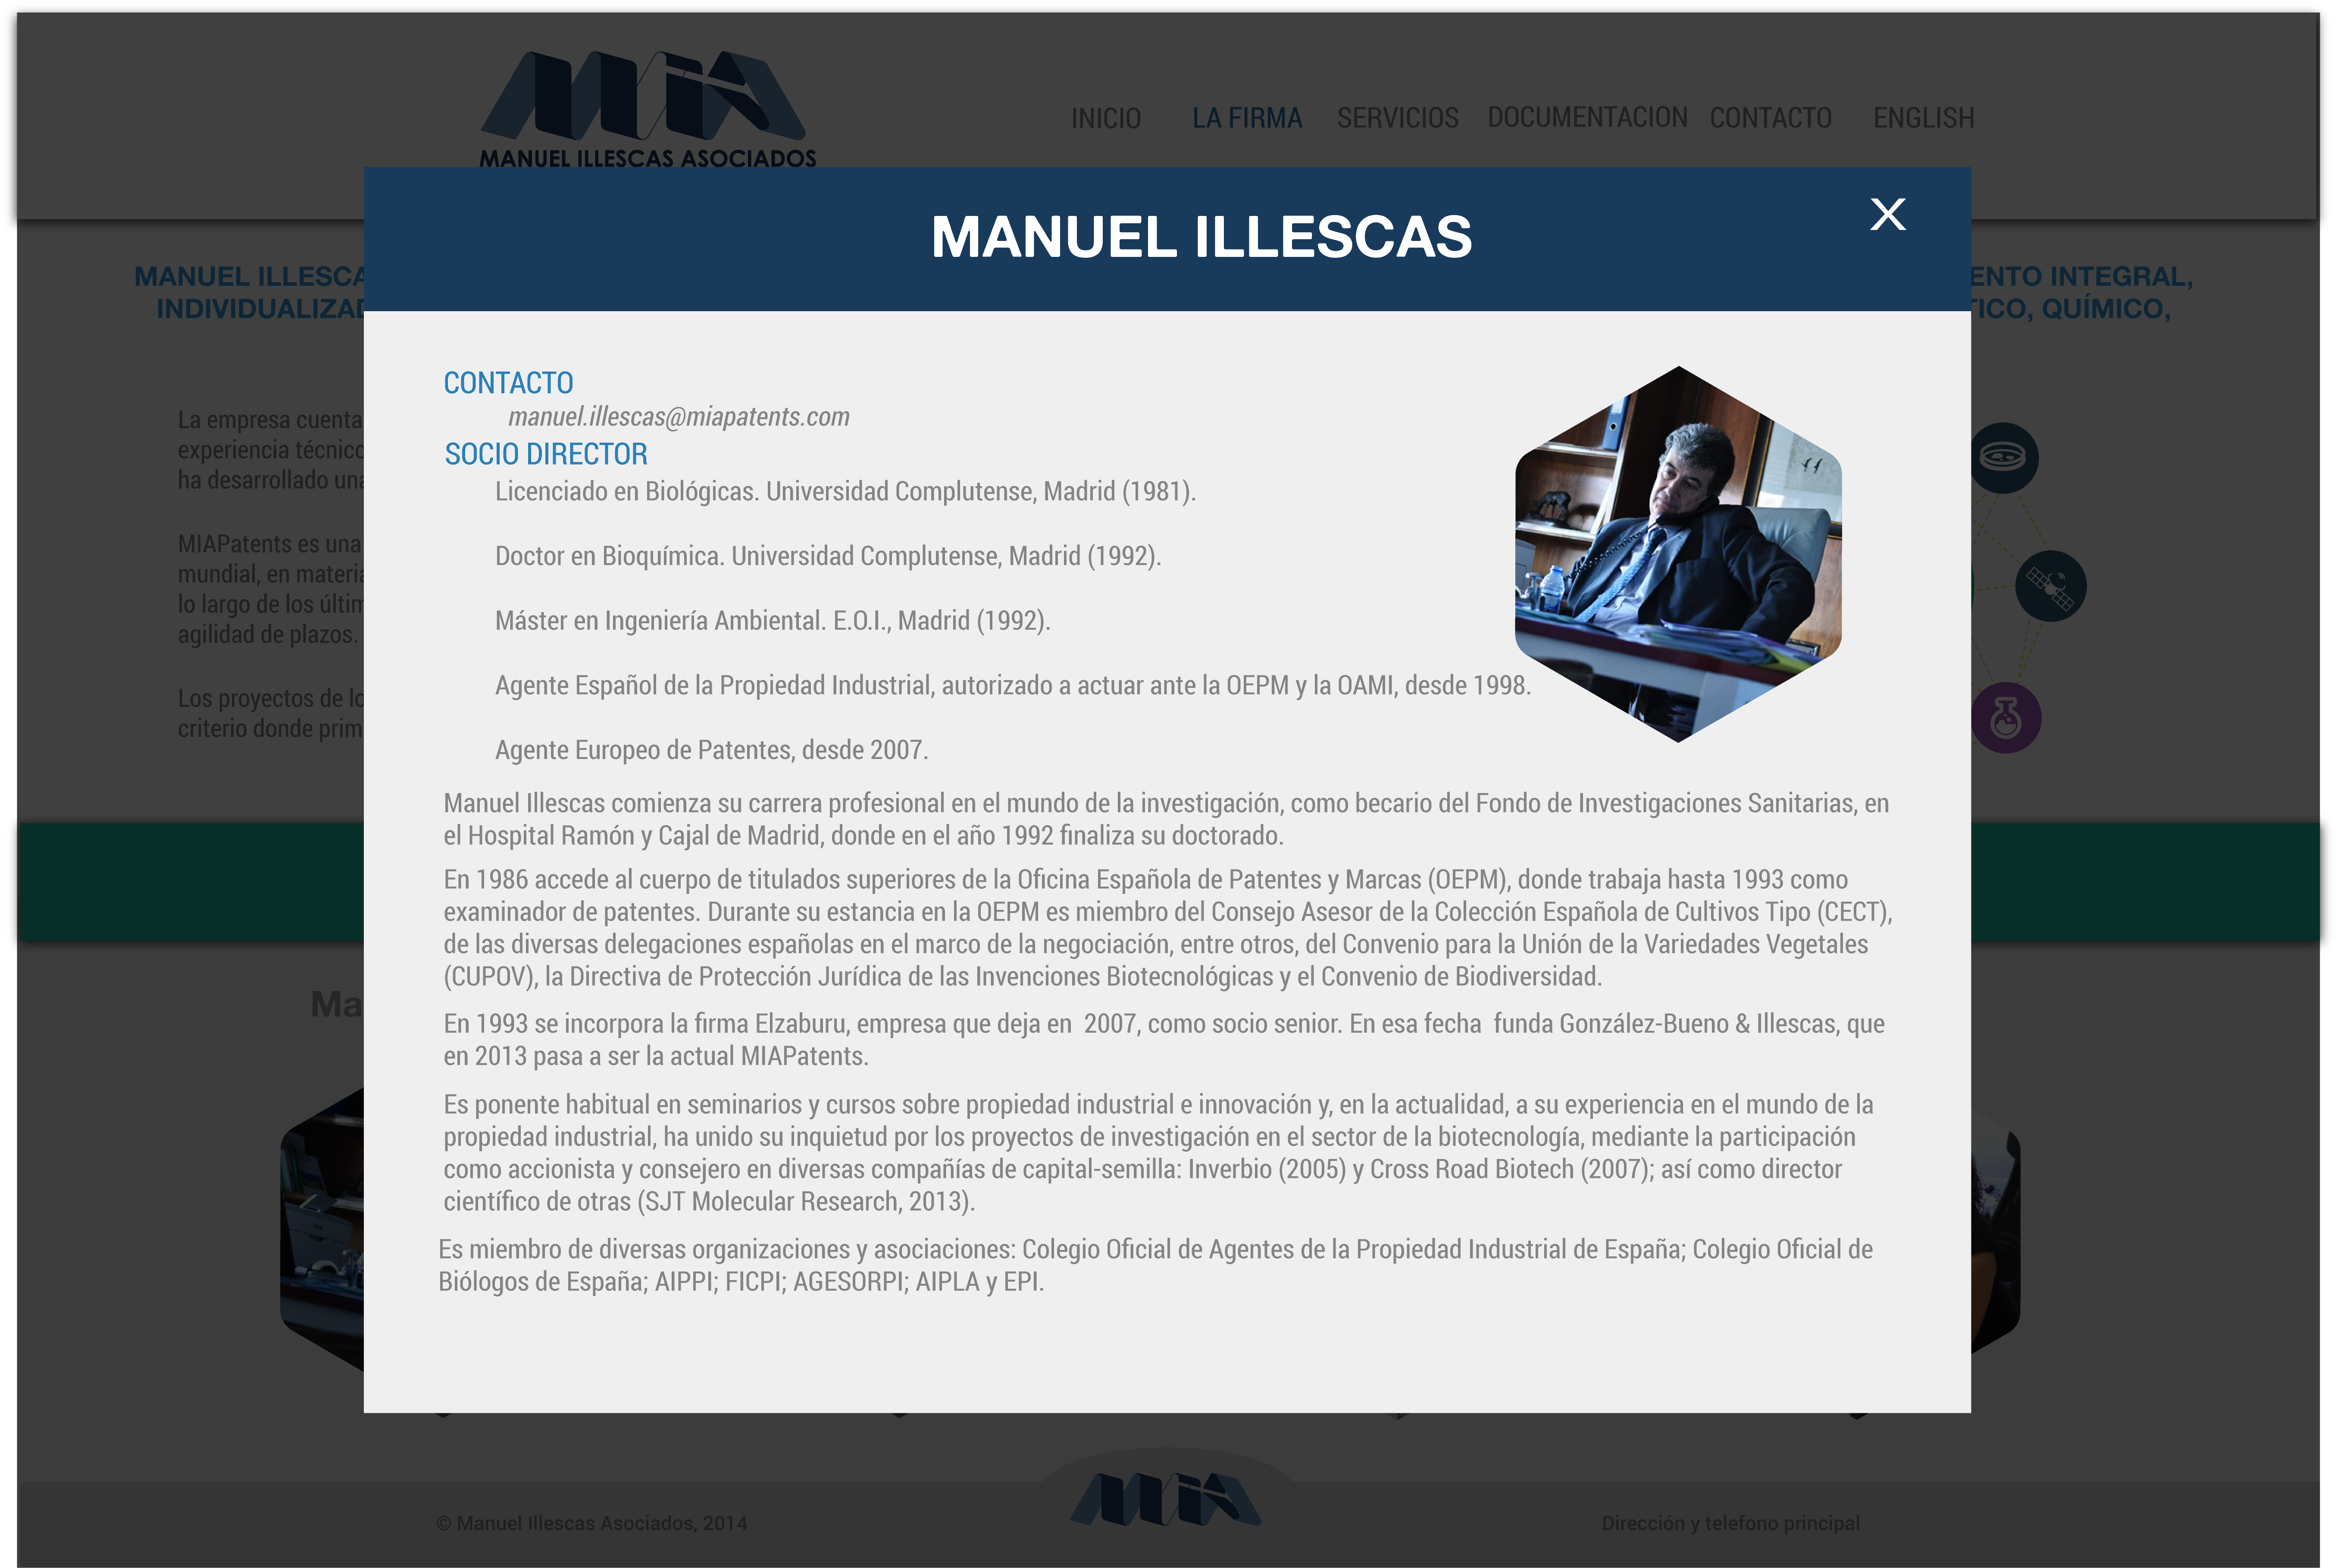 MIA
MANUEL ILLESCAS ASOCIADOS
INICIO LA FIRMA SERVICIOS DOCUMENTACION CONTACTO ENGLISH
MANUEL ILLESCAS
X
MANUEL
ENTO INTEGRAL,
QUÍMICO,
CONTACTO
manuel.illescas@miapatents.com
SOCIO DIRECTOR
Licenciado en Biológicas. Universidad Complutense, Madrid (1981).
Doctor en Bioquímica. Universidad Complutense, Madrid (1992).
Máster en Ingeniería Ambiental. E.O.I., Madrid (1992).
Agente Español de la Propiedad Industrial, autorizado a actuar ante la OEPM y la OAMI, desde 1998.
Agente Europeo de Patentes, desde 2007.
Manuel Illescas comienza su carrera profesional en el mundo de la investigación, como becario del Fondo de Investigaciones Sanitarias, en
el Hospital Ramón y Cajal de Madrid, donde en el año 1992 finaliza su doctorado.
En 1986 accede al cuerpo de titulados superiores de la Oficina Española de Patentes y Marcas (OEPM), donde trabaja hasta 1993 como
examinador de patentes. Durante su estancia en la OEPM es miembro del Consejo Asesor de la Colección Española de Cultivos Tipo (CECT),
de las diversas delegaciones españolas en el marco de la negociación, entre otros, del Convenio para la Unión de la Variedades Vegetales
(CUPOV), la Directiva de Protección Jurídica de las Invenciones Biotecnológicas y el Convenio de Biodiversidad.
En 1993 se incorpora la firma Elzaburu, empresa que deja en 2007, como socio senior. En esa fecha funda González-Bueno & Illescas, que
en 2013 pasa a ser la actual MIAPatents.
Es ponente habitual en seminarios y cursos sobre propiedad industrial e innovación y, en la actualidad, a su experiencia en el mundo de la
propiedad industrial, ha unido su inquietud por los proyectos de investigación en el sector de la biotecnología, mediante la participación
como accionista y consejero en diversas compañías de capital-semilla: Inverbio (2005) y Cross Road Biotech (2007); así como director
científico de otras (SJT Molecular Research, 2013).
Es miembro de diversas organizaciones y asociaciones: Colegio Oficial de Agentes de la Propiedad Industrial de España; Colegio Oficial de
Biólogos de España; AIPPI; FICPI; AGESORPI; AIPLA y EPI.
La empresa cuenta
experiencia
ha desarrollado
MIAPatents es una
mundial, en
lo largo de los
agilidad de plazos.
Los proyectos de
criterio donde
Ma
MIA
© Manuel Illescas Asociados, 2014
Dirección y telefono principal